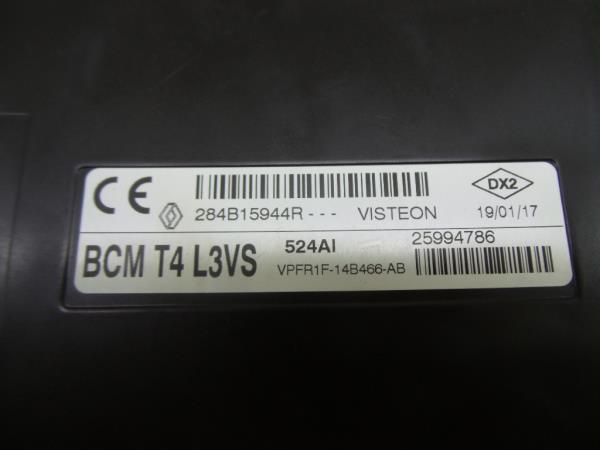 CE DX2
284B15944R - - - VISTEON 19/01/17
BCM T4 L3VS 524AI 25994786
VPFR1F-14B466-AB